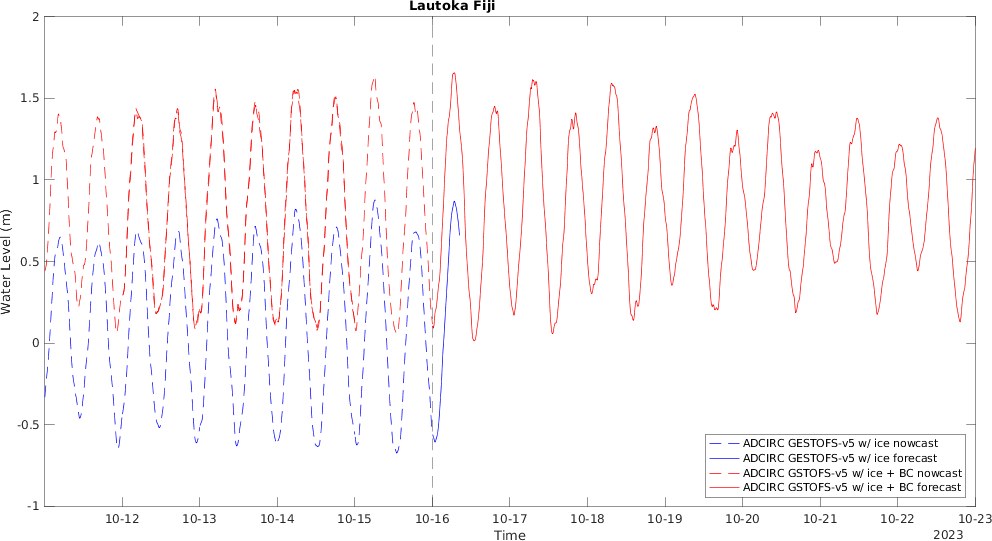 Lautoka Fiji
2
1.5
1
0.5
0
-0.5
-1
Water Level (m)
10-12 10-13 10-14 10-15 10-16 10-17 10-18 10-19 10-20 10-21 10-22 10-23
Time
2023
ADCIRC GESTOFS-v5 w/ ice nowcast
ADCIRC GESTOFS-v5 w/ ice forecast
ADCIRC GSTOFS-v5 w/ ice + BC nowcast
ADCIRC GSTOFS-v5 w/ ice + BC forecast